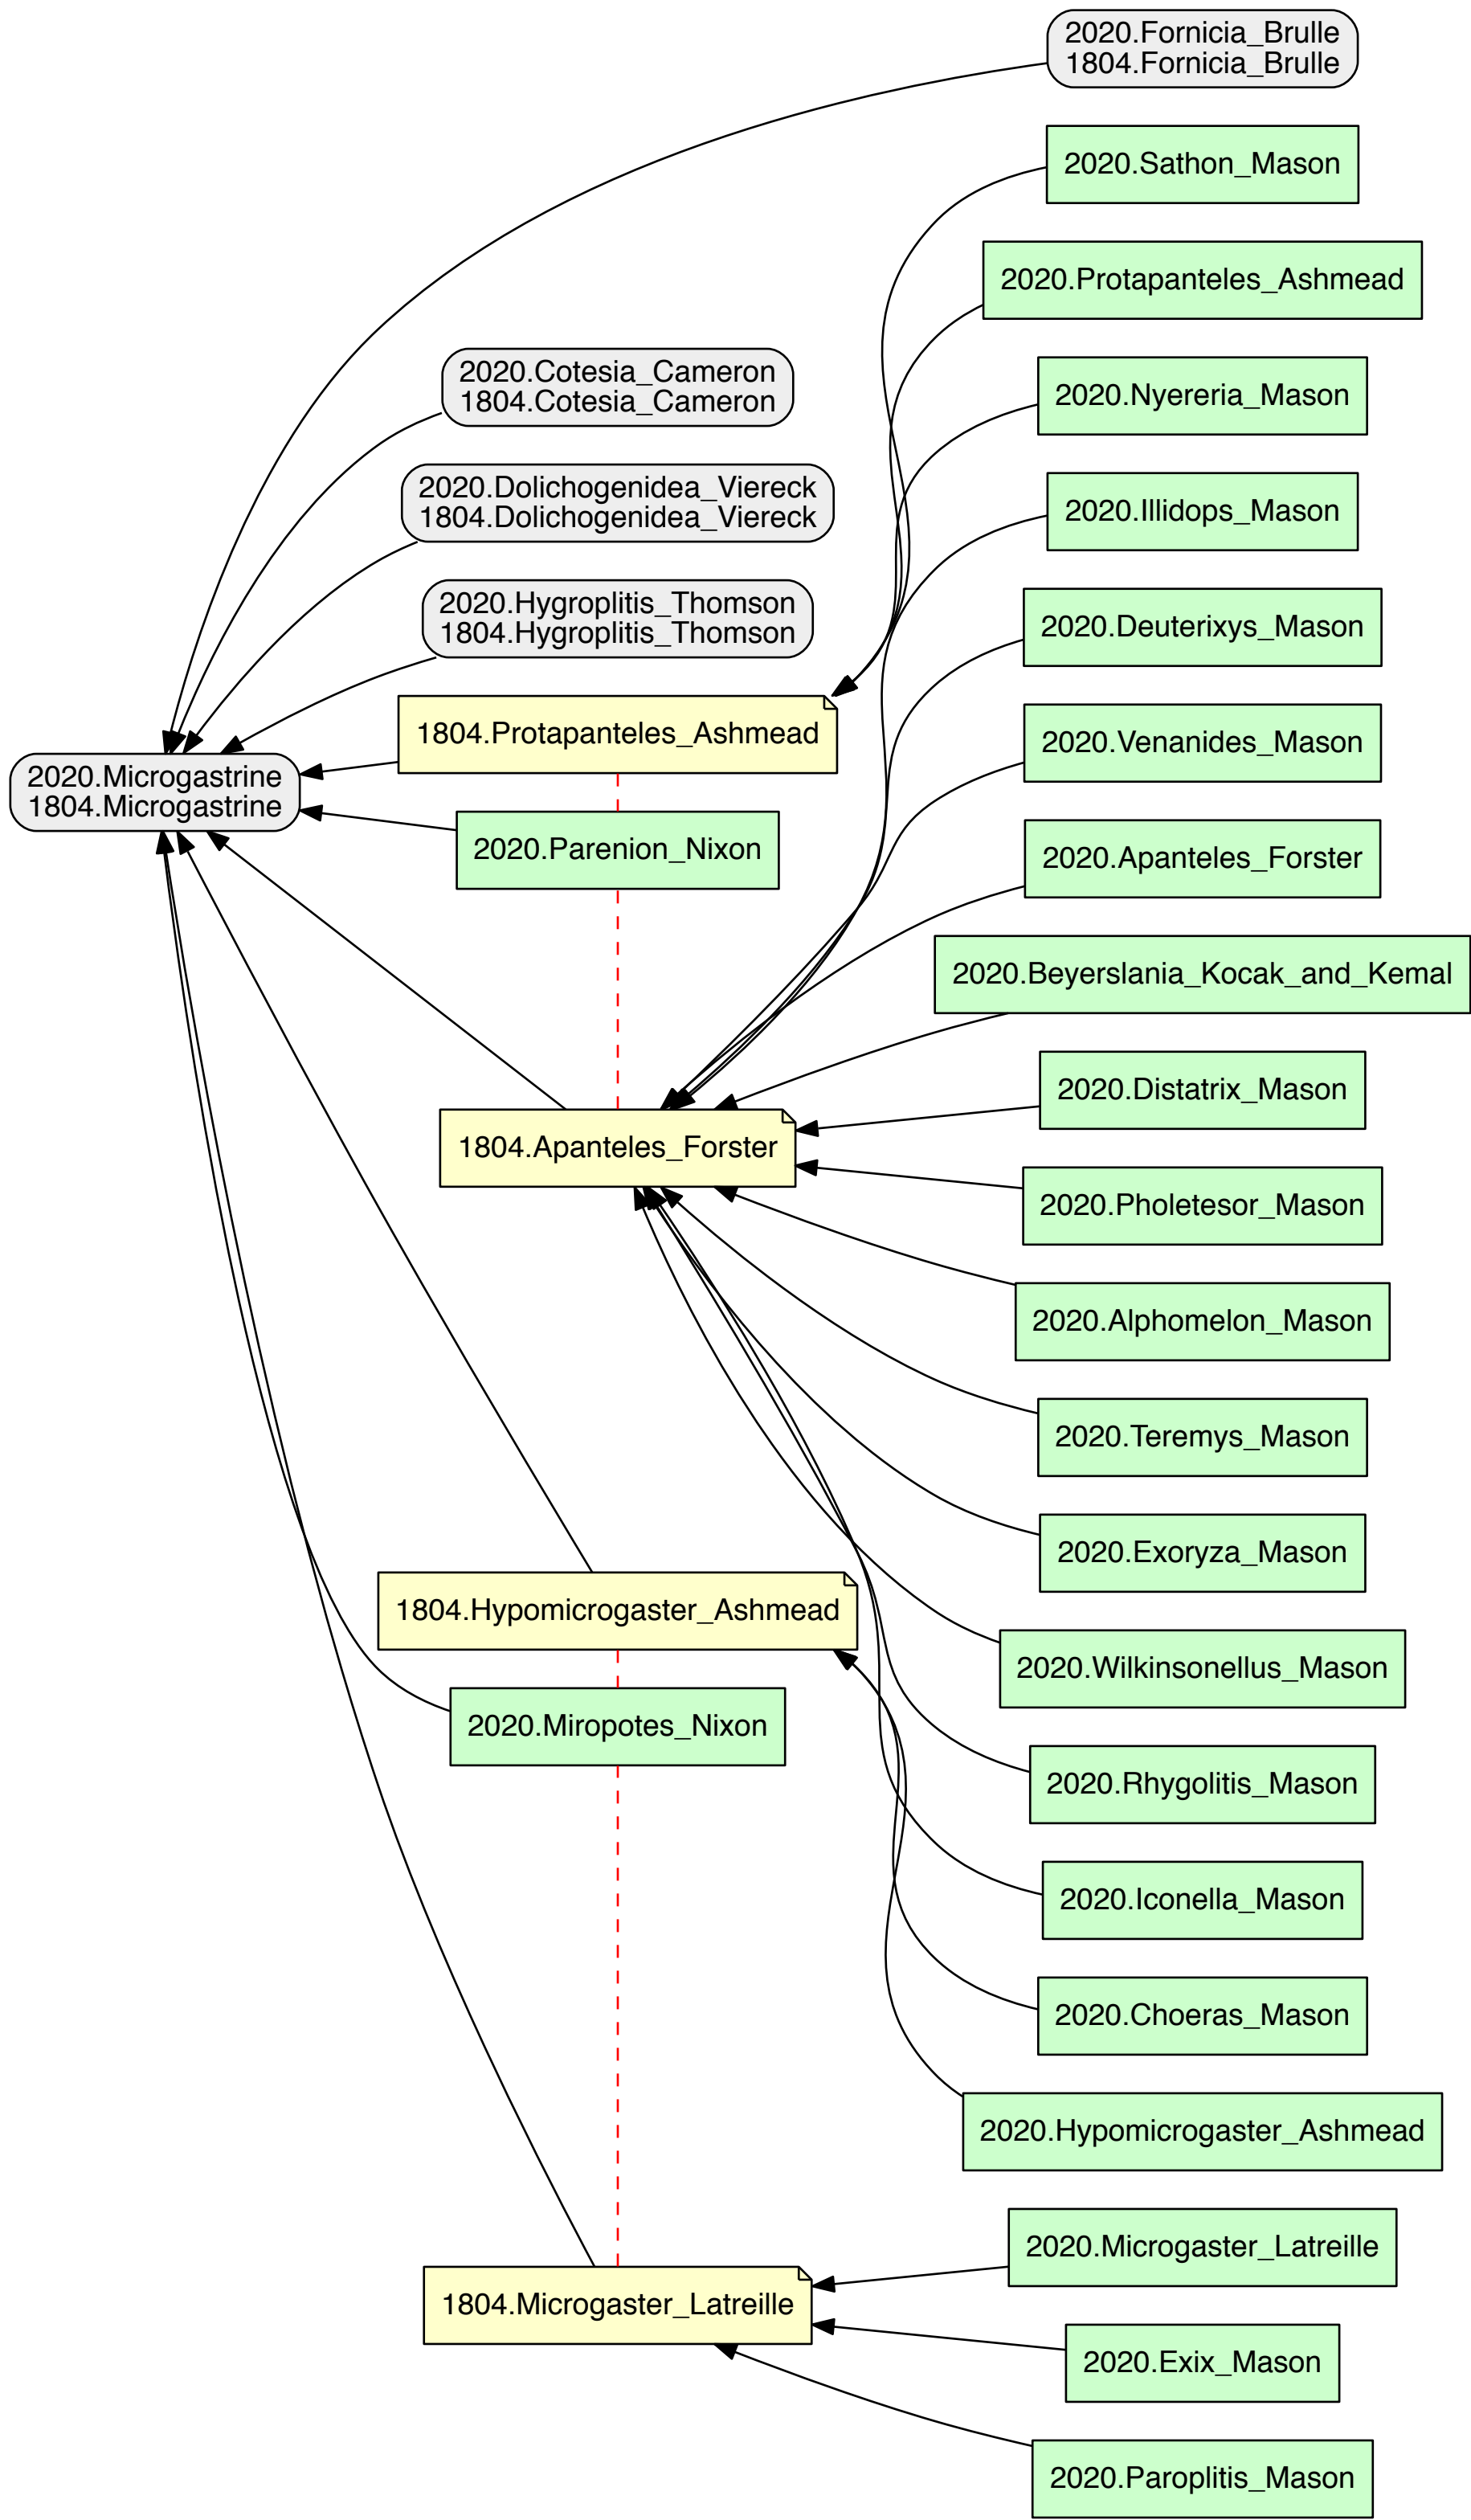 2020.Fornicia_Brulle
1804.Fornicia_Brulle
2020.Sathon_Mason
2020.Protapanteles_Ashmead
2020.Cotesia_Cameron
1804.Cotesia_Cameron
2020.Nyereria_Mason
2020.Dolichogenidea_Viereck
1804.Dolichogenidea_Viereck
2020.Illidops_Mason
2020.Hygroplitis_Thomson
1804.Hygroplitis_Thomson
2020.Deuterixys_Mason
1804.Protapanteles_Ashmead
2020.Venanides_Mason
2020.Microgastrine
1804.Microgastrine
2020.Parenion_Nixon
2020.Apanteles_Forster
2020.Beyerslania_Kocak_and_Kemal
2020.Distatrix_Mason
1804.Apanteles_Forster
2020.Pholetesor_Mason
2020.Alphomelon_Mason
2020.Teremys_Mason
2020.Exoryza_Mason
1804.Hypomicrogaster_Ashmead
2020.Wilkinsonellus_Mason
2020.Miropotes_Nixon
2020.Rhygolitis_Mason
2020.Iconella_Mason
2020.Choeras_Mason
2020.Hypomicrogaster_Ashmead
2020.Microgaster_Latreille
1804.Microgaster_Latreille
2020.Exix_Mason
2020.Paroplitis_Mason